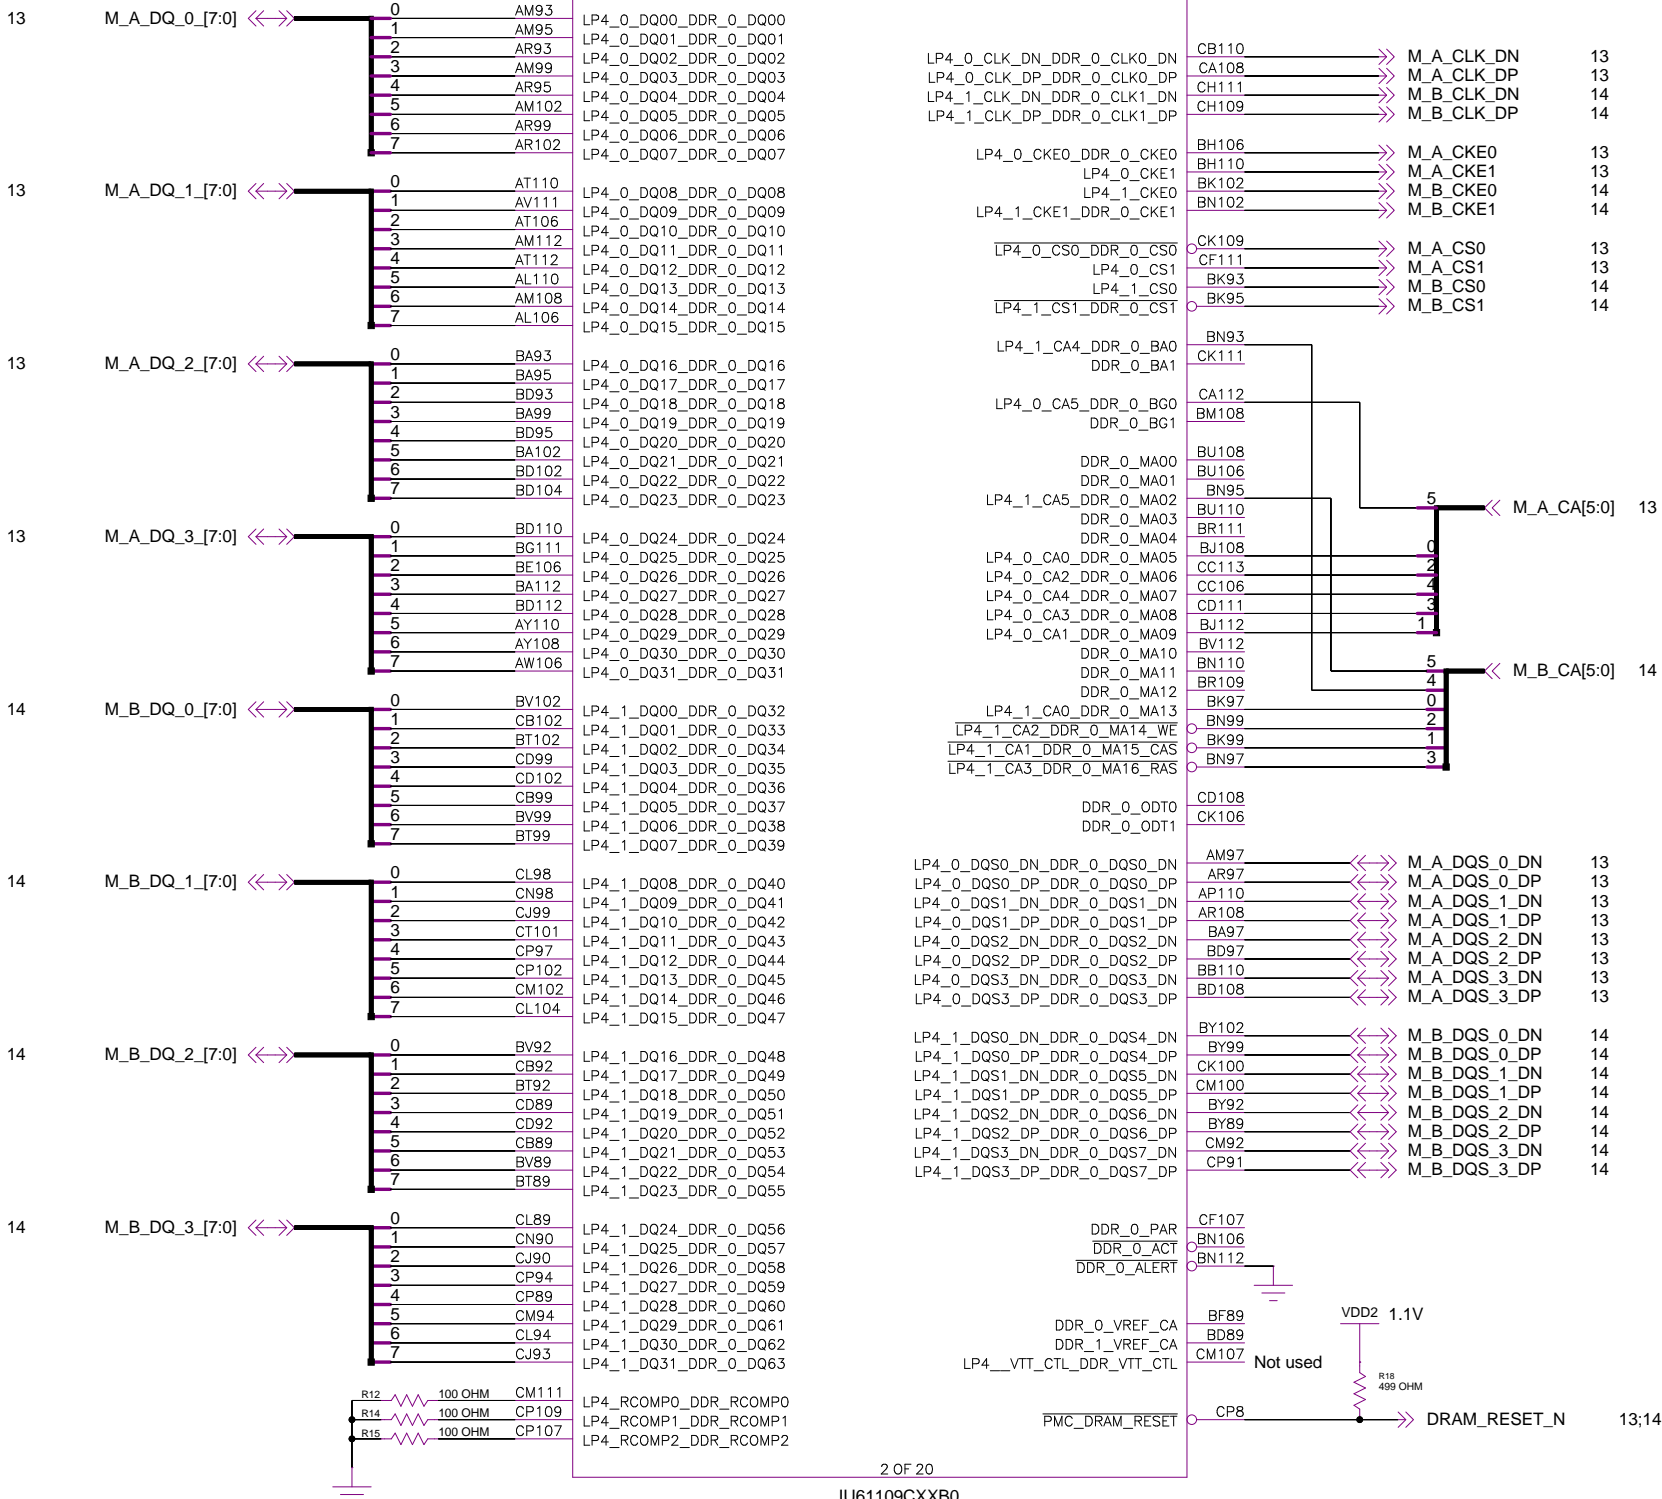 13 M_A_DQ_0_[7:0]
0 AM93 LP4_0_DQ00_DDR_0_DQ00
1 AM95 LP4_0_DQ01_DDR_0_DQ01
2 AR93 LP4_0_DQ02_DDR_0_DQ02
3 AM99 LP4_0_DQ03_DDR_0_DQ03
4 AR95 LP4_0_DQ04_DDR_0_DQ04
5 AM102 LP4_0_DQ05_DDR_0_DQ05
6 AR99 LP4_0_DQ06_DDR_0_DQ06
7 AR102 LP4_0_DQ07_DDR_0_DQ07
13 M_A_DQ_1_[7:0]
0 AT110 LP4_0_DQ08_DDR_0_DQ08
1 AV111 LP4_0_DQ09_DDR_0_DQ09
2 AT106 LP4_0_DQ10_DDR_0_DQ10
3 AM112 LP4_0_DQ11_DDR_0_DQ11
4 AT112 LP4_0_DQ12_DDR_0_DQ12
5 AL110 LP4_0_DQ13_DDR_0_DQ13
6 AM108 LP4_0_DQ14_DDR_0_DQ14
7 AL106 LP4_0_DQ15_DDR_0_DQ15
13 M_A_DQ_2_[7:0]
0 BA93 LP4_0_DQ16_DDR_0_DQ16
1 BA95 LP4_0_DQ17_DDR_0_DQ17
2 BD93 LP4_0_DQ18_DDR_0_DQ18
3 BA99 LP4_0_DQ19_DDR_0_DQ19
4 BD95 LP4_0_DQ20_DDR_0_DQ20
5 BA102 LP4_0_DQ21_DDR_0_DQ21
6 BD102 LP4_0_DQ22_DDR_0_DQ22
7 BD104 LP4_0_DQ23_DDR_0_DQ23
13 M_A_DQ_3_[7:0]
0 BD110 LP4_0_DQ24_DDR_0_DQ24
1 BG111 LP4_0_DQ25_DDR_0_DQ25
2 BE106 LP4_0_DQ26_DDR_0_DQ26
3 BA112 LP4_0_DQ27_DDR_0_DQ27
4 BD112 LP4_0_DQ28_DDR_0_DQ28
5 AY110 LP4_0_DQ29_DDR_0_DQ29
6 AY108 LP4_0_DQ30_DDR_0_DQ30
7 AW106 LP4_0_DQ31_DDR_0_DQ31
14 M_B_DQ_0_[7:0]
0 BV102 LP4_1_DQ00_DDR_0_DQ32
1 CB102 LP4_1_DQ01_DDR_0_DQ33
2 BT102 LP4_1_DQ02_DDR_0_DQ34
3 CD99 LP4_1_DQ03_DDR_0_DQ35
4 CD102 LP4_1_DQ04_DDR_0_DQ36
5 CB99 LP4_1_DQ05_DDR_0_DQ37
6 BV99 LP4_1_DQ06_DDR_0_DQ38
7 BT99 LP4_1_DQ07_DDR_0_DQ39
14 M_B_DQ_1_[7:0]
0 CL98 LP4_1_DQ08_DDR_0_DQ40
1 CN98 LP4_1_DQ09_DDR_0_DQ41
2 CJ99 LP4_1_DQ10_DDR_0_DQ42
3 CT101 LP4_1_DQ11_DDR_0_DQ43
4 CP97 LP4_1_DQ12_DDR_0_DQ44
5 CP102 LP4_1_DQ13_DDR_0_DQ45
6 CM102 LP4_1_DQ14_DDR_0_DQ46
7 CL104 LP4_1_DQ15_DDR_0_DQ47
14 M_B_DQ_2_[7:0]
0 BV92 LP4_1_DQ16_DDR_0_DQ48
1 CB92 LP4_1_DQ17_DDR_0_DQ49
2 BT92 LP4_1_DQ18_DDR_0_DQ50
3 CD89 LP4_1_DQ19_DDR_0_DQ51
4 CD92 LP4_1_DQ20_DDR_0_DQ52
5 CB89 LP4_1_DQ21_DDR_0_DQ53
6 BV89 LP4_1_DQ22_DDR_0_DQ54
7 BT89 LP4_1_DQ23_DDR_0_DQ55
14 M_B_DQ_3_[7:0]
0 CL89 LP4_1_DQ24_DDR_0_DQ56
1 CN90 LP4_1_DQ25_DDR_0_DQ57
2 CJ90 LP4_1_DQ26_DDR_0_DQ58
3 CP94 LP4_1_DQ27_DDR_0_DQ59
4 CP89 LP4_1_DQ28_DDR_0_DQ60
5 CM94 LP4_1_DQ29_DDR_0_DQ61
6 CL94 LP4_1_DQ30_DDR_0_DQ62
7 CJ93 LP4_1_DQ31_DDR_0_DQ63
R12 100 OHM CM111 LP4_RCOMP0_DDR_RCOMP0
R14 100 OHM CP109 LP4_RCOMP1_DDR_RCOMP1
R15 100 OHM CP107 LP4_RCOMP2_DDR_RCOMP2
LP4_0_CLK_DN_DDR_0_CLK0_DN CB110 M_A_CLK_DN 13
LP4_0_CLK_DP_DDR_0_CLK0_DP CA108 M_A_CLK_DP 13
LP4_1_CLK_DN_DDR_0_CLK1_DN CH111 M_B_CLK_DN 14
LP4_1_CLK_DP_DDR_0_CLK1_DP CH109 M_B_CLK_DP 14
LP4_0_CKE0_DDR_0_CKE0 BH106 M_A_CKE0 13
LP4_0_CKE1 BH110 M_A_CKE1 13
LP4_1_CKE0 BK102 M_B_CKE0 14
LP4_1_CKE1_DDR_0_CKE1 BN102 M_B_CKE1 14
LP4_0_CS0_DDR_0_CS0 CK109 M_A_CS0 13
LP4_0_CS1 CF111 M_A_CS1 13
LP4_1_CS0 BK93 M_B_CS0 14
LP4_1_CS1_DDR_0_CS1 BK95 M_B_CS1 14
LP4_1_CA4_DDR_0_BA0 BN93
DDR_0_BA1 CK111
LP4_0_CA5_DDR_0_BG0 CA112
DDR_0_BG1 BM108
DDR_0_MA00 BU108
DDR_0_MA01 BU106
LP4_1_CA5_DDR_0_MA02 BN95 5 M_A_CA[5:0] 13
DDR_0_MA03 BU110
DDR_0_MA04 BR111
LP4_0_CA0_DDR_0_MA05 BJ108 0
LP4_0_CA2_DDR_0_MA06 CC113 2
LP4_0_CA4_DDR_0_MA07 CC106 4
LP4_0_CA3_DDR_0_MA08 CD111 3
LP4_0_CA1_DDR_0_MA09 BJ112 1
DDR_0_MA10 BV112
DDR_0_MA11 BN110 5 M_B_CA[5:0] 14
DDR_0_MA12 BR109 4
LP4_1_CA0_DDR_0_MA13 BK97 0
LP4_1_CA2_DDR_0_MA14_WE BN99 2
LP4_1_CA1_DDR_0_MA15_CAS BK99 1
LP4_1_CA3_DDR_0_MA16_RAS BN97 3
DDR_0_ODT0 CD108
DDR_0_ODT1 CK106
LP4_0_DQS0_DN_DDR_0_DQS0_DN AM97 M_A_DQS_0_DN 13
LP4_0_DQS0_DP_DDR_0_DQS0_DP AR97 M_A_DQS_0_DP 13
LP4_0_DQS1_DN_DDR_0_DQS1_DN AP110 M_A_DQS_1_DN 13
LP4_0_DQS1_DP_DDR_0_DQS1_DP AR108 M_A_DQS_1_DP 13
LP4_0_DQS2_DN_DDR_0_DQS2_DN BA97 M_A_DQS_2_DN 13
LP4_0_DQS2_DP_DDR_0_DQS2_DP BD97 M_A_DQS_2_DP 13
LP4_0_DQS3_DN_DDR_0_DQS3_DN BB110 M_A_DQS_3_DN 13
LP4_0_DQS3_DP_DDR_0_DQS3_DP BD108 M_A_DQS_3_DP 13
LP4_1_DQS0_DN_DDR_0_DQS4_DN BY102 M_B_DQS_0_DN 14
LP4_1_DQS0_DP_DDR_0_DQS4_DP BY99 M_B_DQS_0_DP 14
LP4_1_DQS1_DN_DDR_0_DQS5_DN CK100 M_B_DQS_1_DN 14
LP4_1_DQS1_DP_DDR_0_DQS5_DP CM100 M_B_DQS_1_DP 14
LP4_1_DQS2_DN_DDR_0_DQS6_DN BY92 M_B_DQS_2_DN 14
LP4_1_DQS2_DP_DDR_0_DQS6_DP BY89 M_B_DQS_2_DP 14
LP4_1_DQS3_DN_DDR_0_DQS7_DN CM92 M_B_DQS_3_DN 14
LP4_1_DQS3_DP_DDR_0_DQS7_DP CP91 M_B_DQS_3_DP 14
DDR_0_PAR CF107
DDR_0_ACT BN106
DDR_0_ALERT BN112
DDR_0_VREF_CA BF89
DDR_1_VREF_CA BD89
LP4__VTT_CTL_DDR_VTT_CTL CM107 Not used
VDD2 1.1V
R18
499 OHM
PMC_DRAM_RESET CP8 DRAM_RESET_N 13;14
2 OF 20
IU61109CXXB0